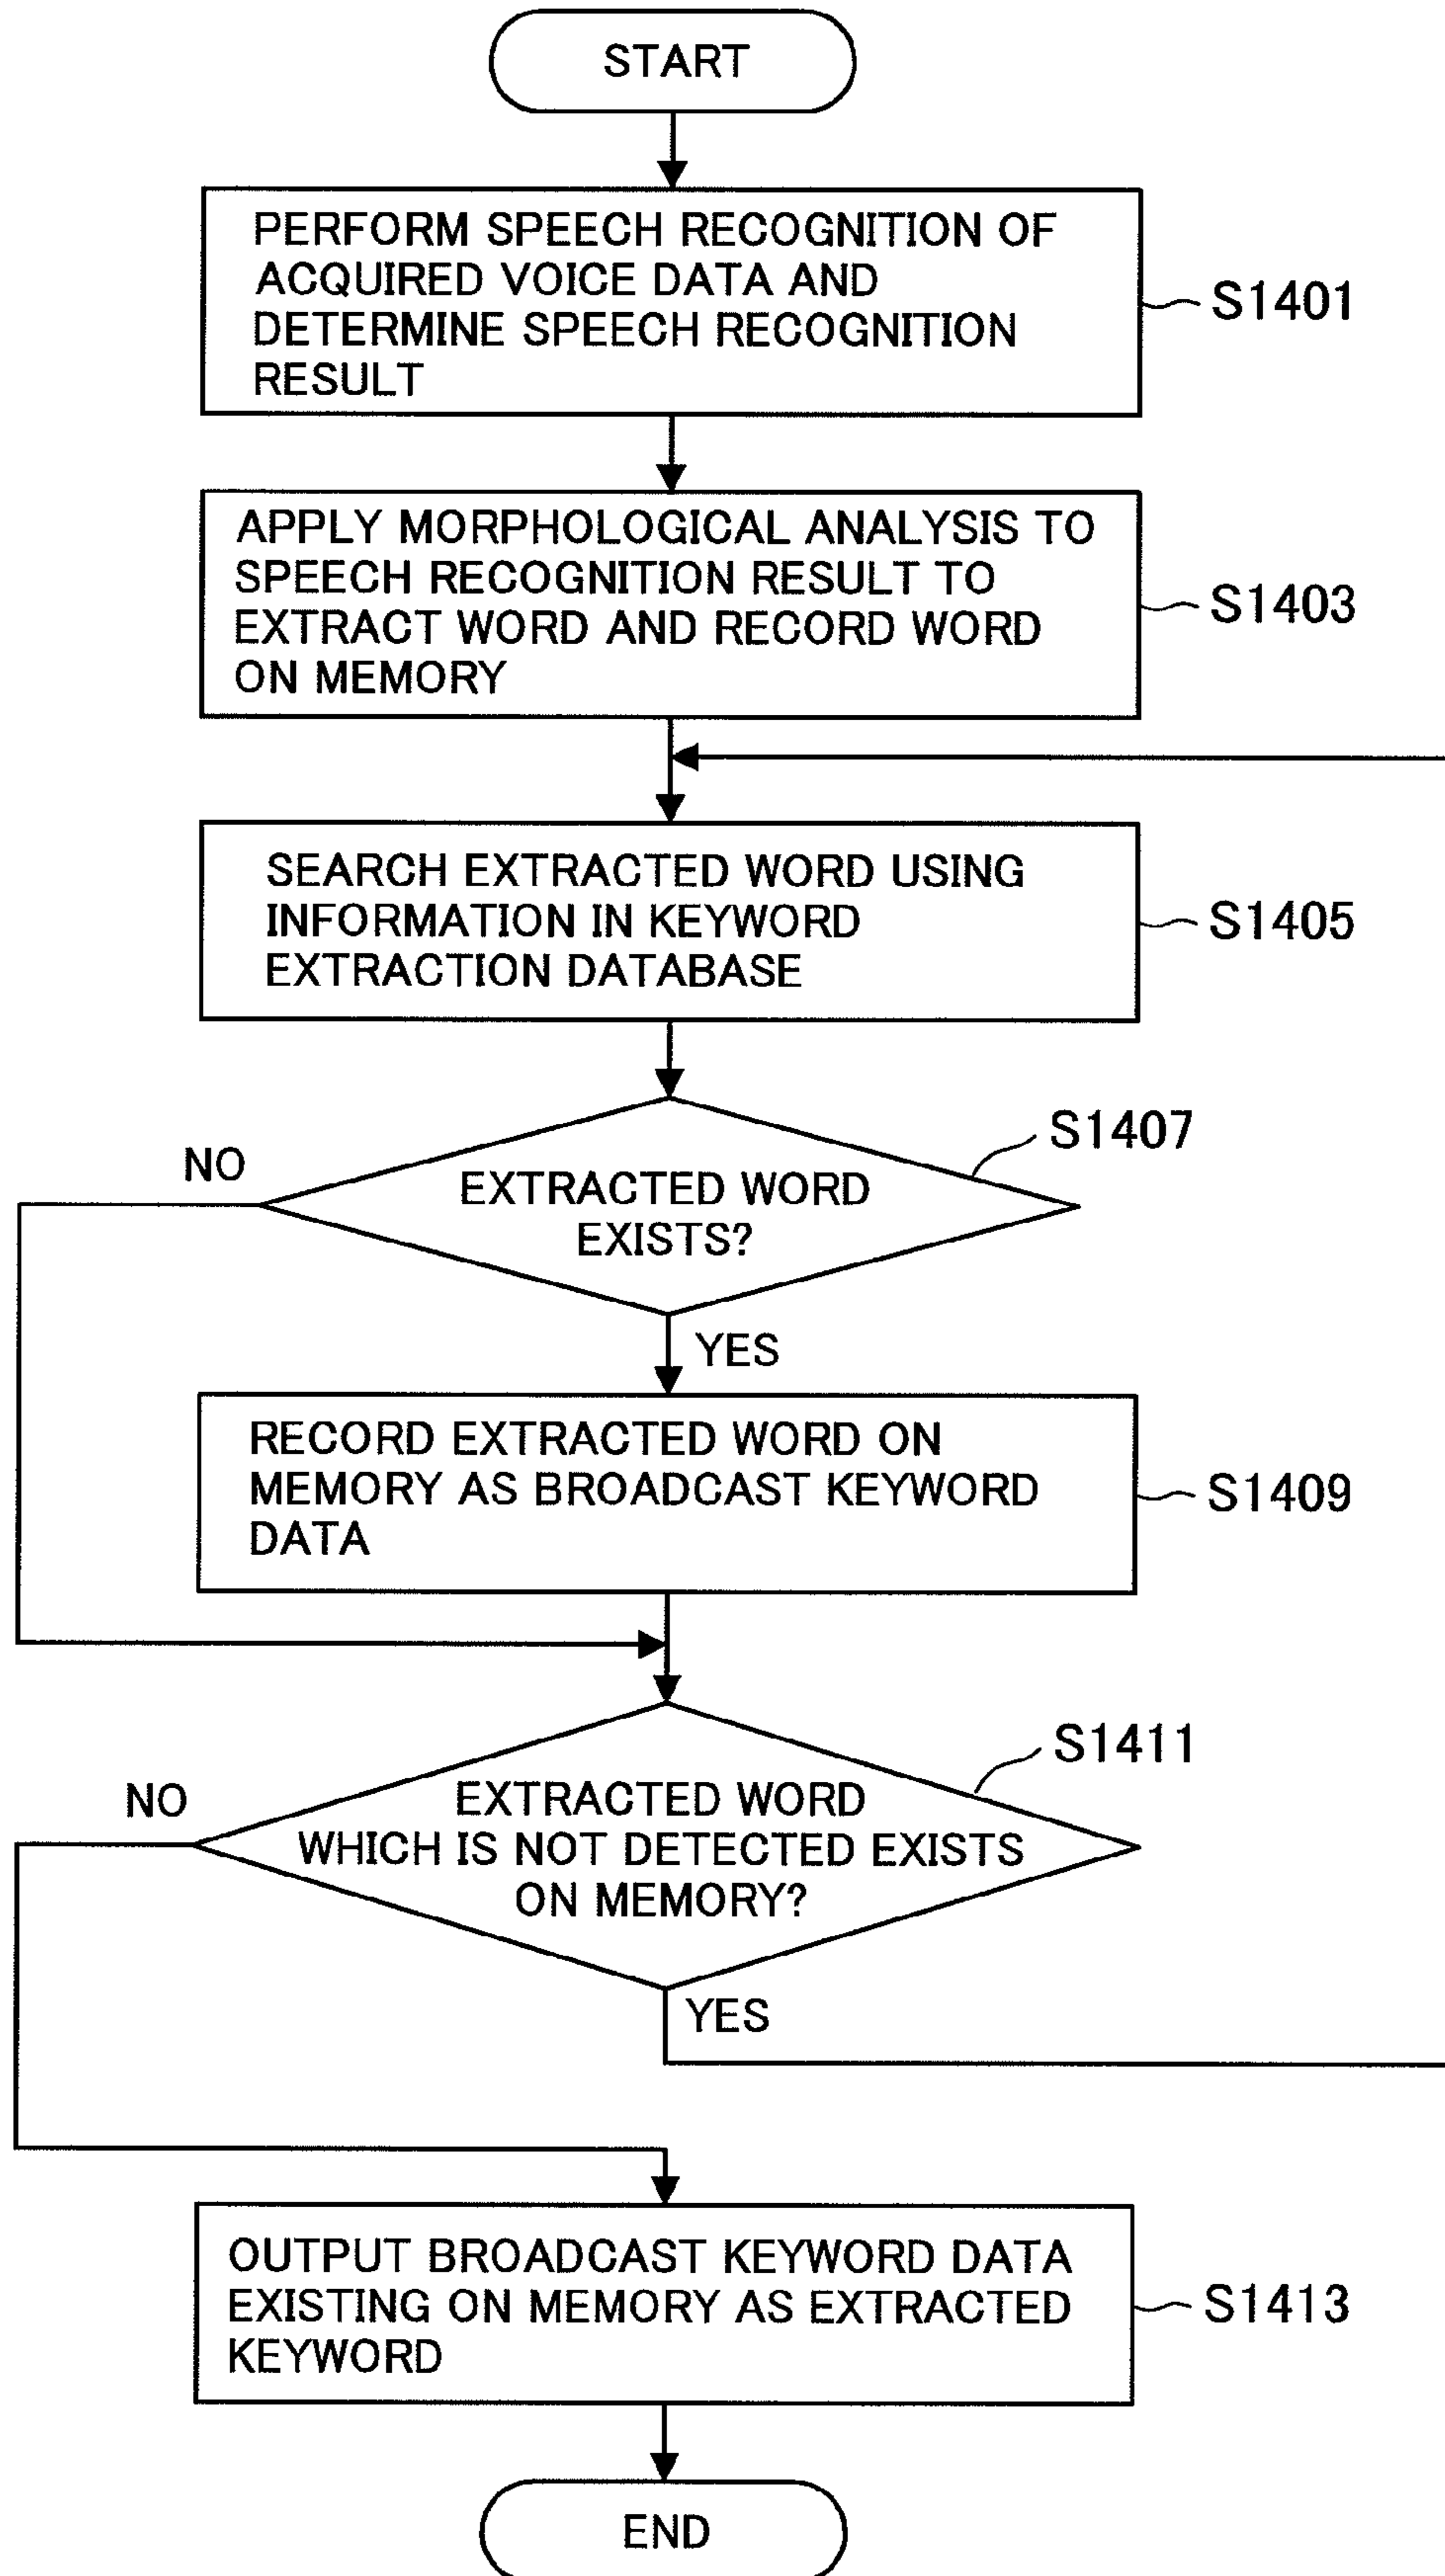 START
PERFORM SPEECH RECOGNITION OF
ACQUIRED VOICE DATA AND
DETERMINE SPEECH RECOGNITION
RESULT
S1401
APPLY MORPHOLOGICAL ANALYSIS TO
SPEECH RECOGNITION RESULT TO
EXTRACT WORD AND RECORD WORD
ON MEMORY
S1403
SEARCH EXTRACTED WORD USING
INFORMATION IN KEYWORD
EXTRACTION DATABASE
S1405
S1407
NO
EXTRACTED WORD
EXISTS?
YES
RECORD EXTRACTED WORD ON
MEMORY AS BROADCAST KEYWORD
DATA
S1409
S1411
NO
EXTRACTED WORD
WHICH IS NOT DETECTED EXISTS
ON MEMORY?
YES
OUTPUT BROADCAST KEYWORD DATA
EXISTING ON MEMORY AS EXTRACTED
KEYWORD
S1413
END